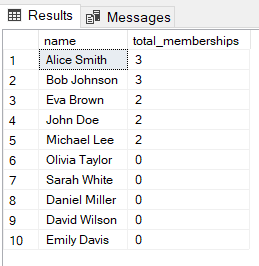 Results Messages
name total_memberships
1 Alice Smith 3
2 Bob Johnson 3
3 Eva Brown 2
4 John Doe 2
5 Michael Lee 2
6 Olivia Taylor 0
7 Sarah White 0
8 Daniel Miller 0
9 David Wilson 0
10 Emily Davis 0